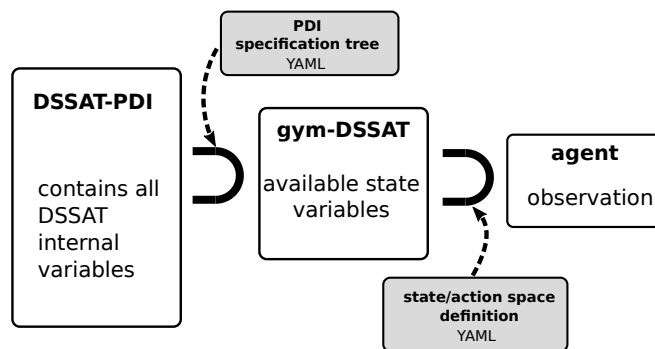 PDI
specification tree
YAML
DSSAT-PDI
contains all
DSSAT
internal
variables
gym-DSSAT
available state
variables
agent
observation
state/action space
definition
YAML